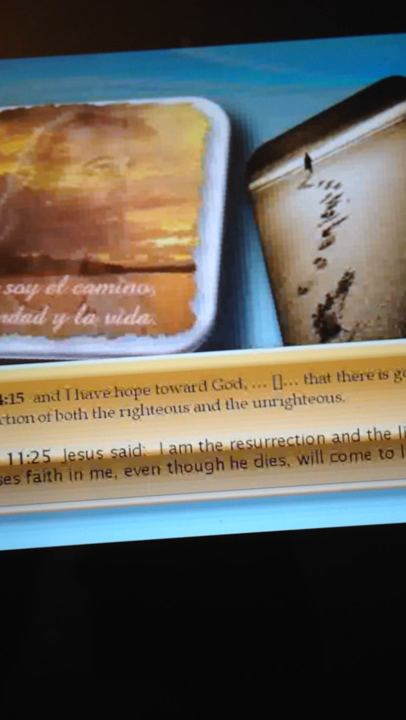 soy el camino,
dad y la vida.
4:15 and I have hope toward God, ... []... that there is go
ction of both the righteous and the unrighteous.
11:25 Jesus said: I am the resurrection and the li
ses faith in me, even though he dies, will come to l